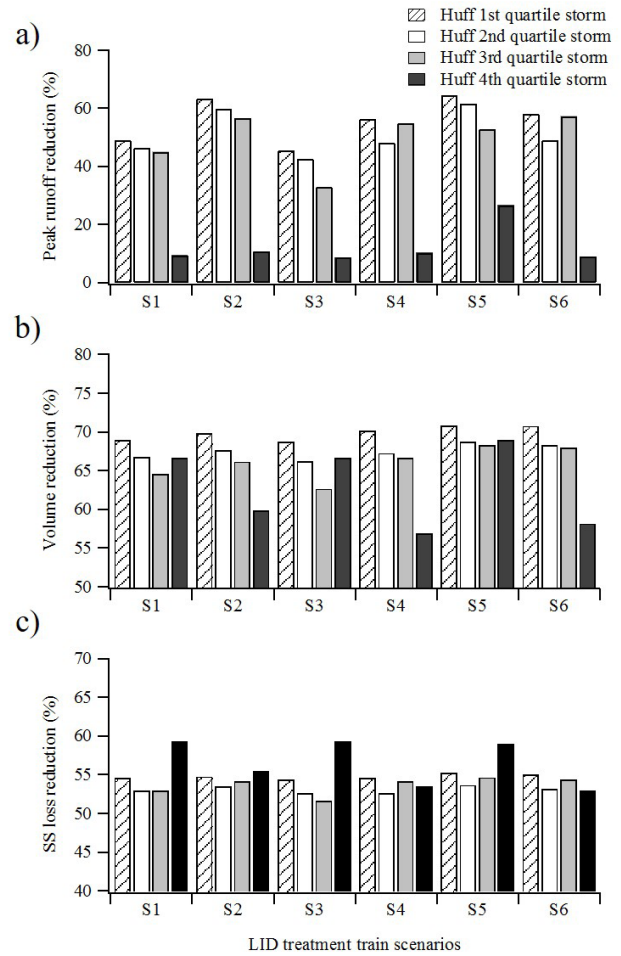 a)
Huff 1st quartile storm
Huff 2nd quartile storm
Huff 3rd quartile storm
Huff 4th quartile storm
Peak runoff reduction (%)
80
60
40
20
0
S1 S2 S3 S4 S5 S6
b)
Volume reduction (%)
80
75
70
65
60
55
50
S1 S2 S3 S4 S5 S6
c)
SS loss reduction (%)
70
65
60
55
50
45
40
S1 S2 S3 S4 S5 S6
LID treatment train scenarios